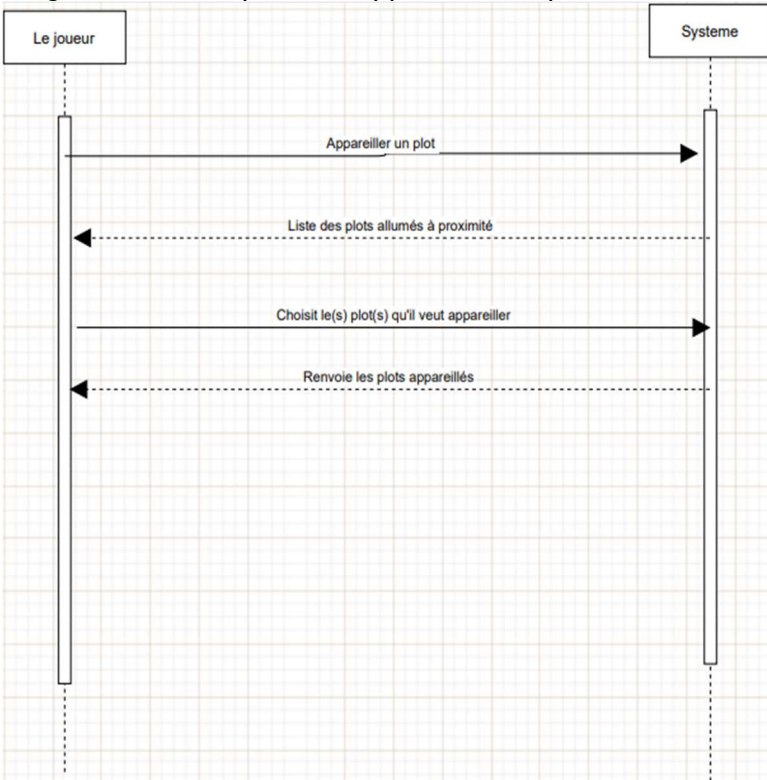 Le joueur
Systeme
Appareiller un plot
Liste des plots allumés à proximité
Choisit le(s) plot(s) qu'il veut appareiller
Renvoie les plots appareillés